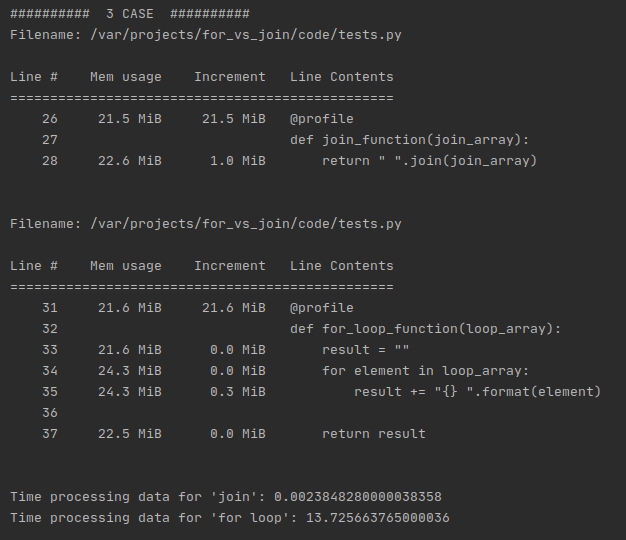 ##########  3 CASE  ##########
Filename: /var/projects/for_vs_join/code/tests.py
Line #    Mem usage    Increment   Line Contents
================================================
    26     21.5 MiB     21.5 MiB   @profile
    27                             def join_function(join_array):
    28     22.6 MiB      1.0 MiB       return " ".join(join_array)
Filename: /var/projects/for_vs_join/code/tests.py
Line #    Mem usage    Increment   Line Contents
================================================
    31     21.6 MiB     21.6 MiB   @profile
    32                             def for_loop_function(loop_array):
    33     21.6 MiB      0.0 MiB       result = ""
    34     24.3 MiB      0.0 MiB       for element in loop_array:
    35     24.3 MiB      0.3 MiB           result += "{} ".format(element)
    36
    37     22.5 MiB      0.0 MiB       return result
Time processing data for 'join': 0.0023848280000038358
Time processing data for 'for loop': 13.725663765000036